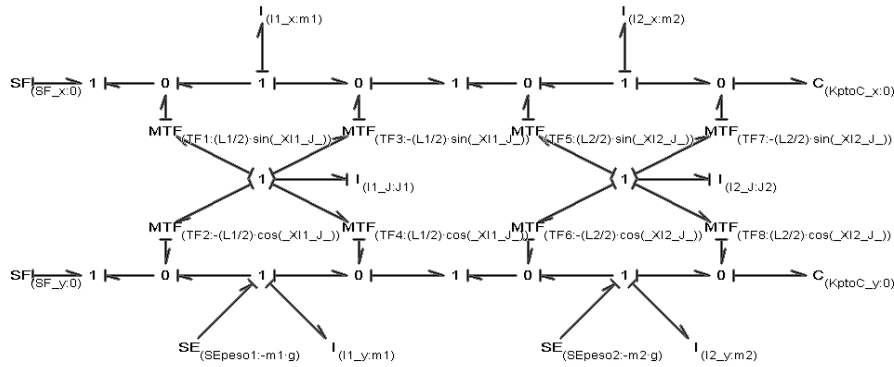 I(I1_x:m1) I(I2_x:m2)
SF(SF_x:0) 1 0 1 0 1 0 1 0 C(KptoC_x:0)
MTF(TF1:(L1/2)·sin(_XI1_J_)) MTF(TF3:-(L1/2)·sin(_XI1_J_)) MTF(TF5:(L2/2)·sin(_XI2_J_)) MTF(TF7:-(L2/2)·sin(_XI2_J_))
1 I(I1_J:J1) 1 I(I2_J:J2)
MTF(TF2:-(L1/2)·cos(_XI1_J_)) MTF(TF4:(L1/2)·cos(_XI1_J_)) MTF(TF6:-(L2/2)·cos(_XI2_J_)) MTF(TF8:(L2/2)·cos(_XI2_J_))
SF(SF_y:0) 1 0 1 0 1 0 1 0 C(KptoC_y:0)
SE(SEpeso1:-m1·g) I(I1_y:m1) SE(SEpeso2:-m2·g) I(I2_y:m2)